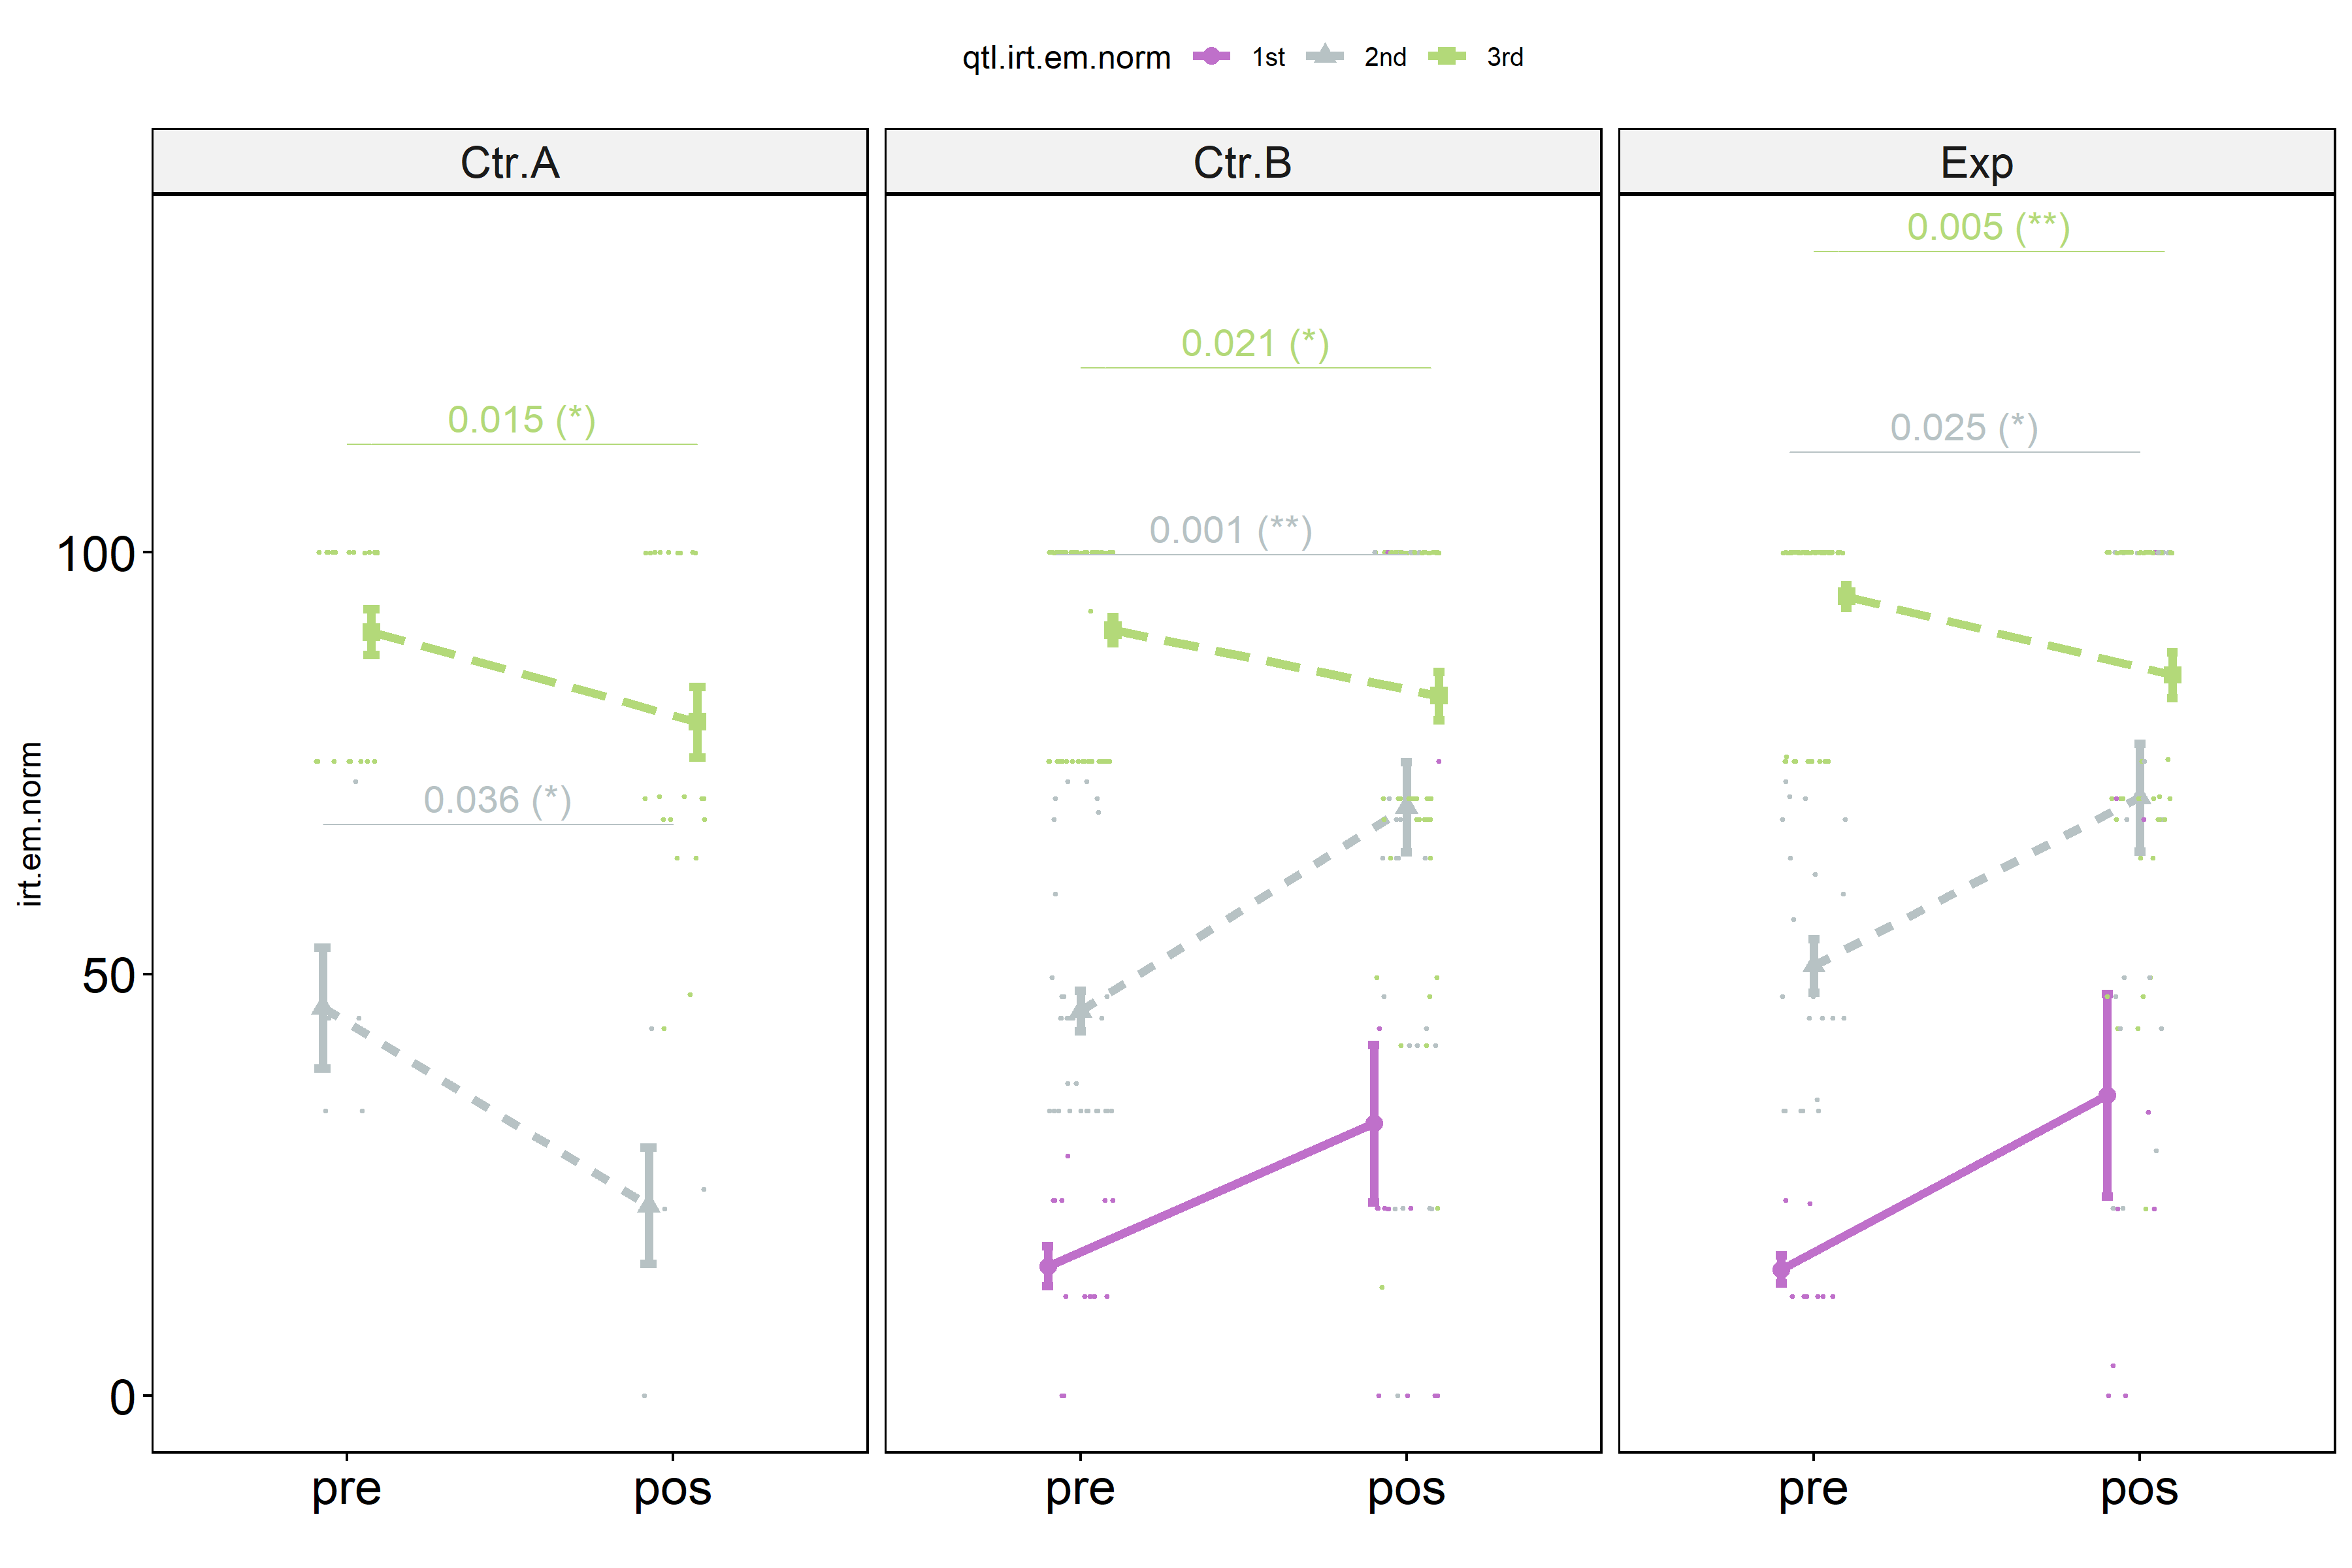 qtl.irt.em.norm 1st 2nd 3rd
Ctr.A Ctr.B Exp
0.005 (**)
0.021 (*)
0.015 (*)
0.025 (*)
0.001 (**)
0.036 (*)
100
50
0
irt.em.norm
pre pos pre pos pre pos